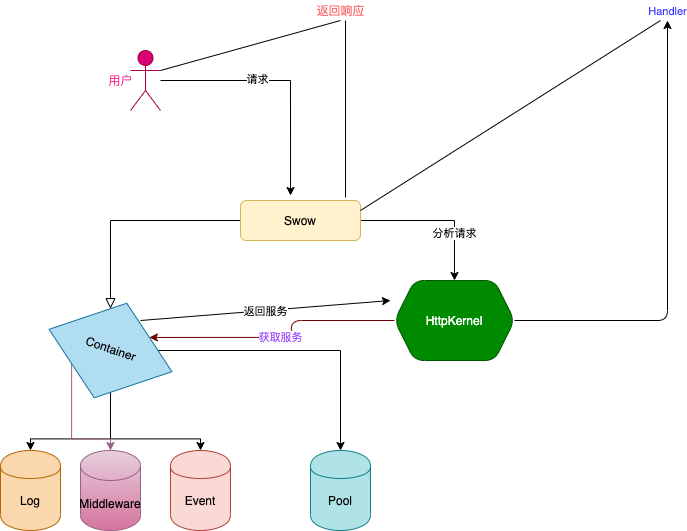 返回响应
Handler
用户
请求
Swow
分析请求
返回服务
HttpKernel
获取服务
Container
Log
Middleware
Event
Pool